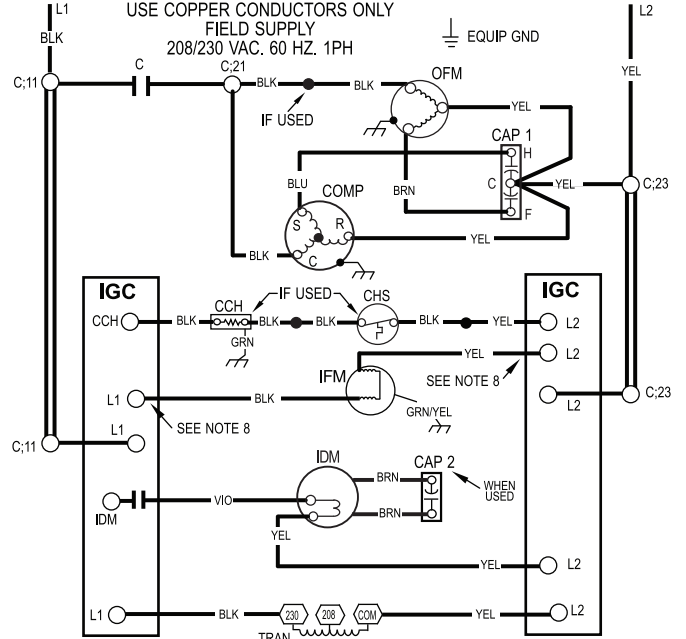 L1
USE COPPER CONDUCTORS ONLY
L2
FIELD SUPPLY
BLK
208/230 VAC. 60 HZ. 1PH
EQUIP GND
C;11
C
C;21
BLK
BLK
OFM
YEL
IF USED
YEL
CAP 1
H
BLU
COMP
BRN
C
YEL
C;23
S
R
F
YEL
BLK
C
IGC
IF USED
IGC
CCH
CCH
BLK
BLK
BLK
CHS
BLK
YEL
L2
GRN
YEL
L2
IFM
SEE NOTE 8
L1
BLK
GRN/YEL
L2
C;23
SEE NOTE 8
L1
C;11
IDM
CAP 2
BRN
WHEN
USED
VIO
IDM
BRN
YEL
YEL
L2
L1
BLK
230
208
COM
YEL
L2
TRAN